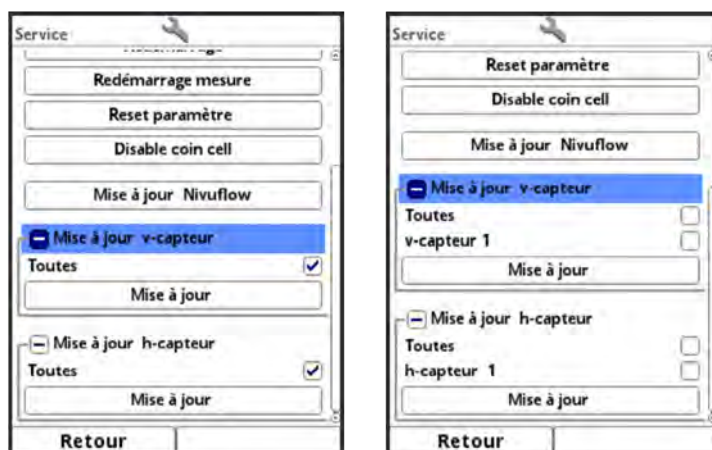 Service
Redémarrage mesure
Reset paramètre
Disable coin cell
Mise à jour Nivuflow
Mise à jour v-capteur
Toutes
Mise à jour
Mise à jour h-capteur
Toutes
Mise à jour
Retour
Service
Reset paramètre
Disable coin cell
Mise à jour Nivuflow
Mise à jour v-capteur
Toutes
v-capteur 1
Mise à jour
Mise à jour h-capteur
Toutes
h-capteur 1
Mise à jour
Retour